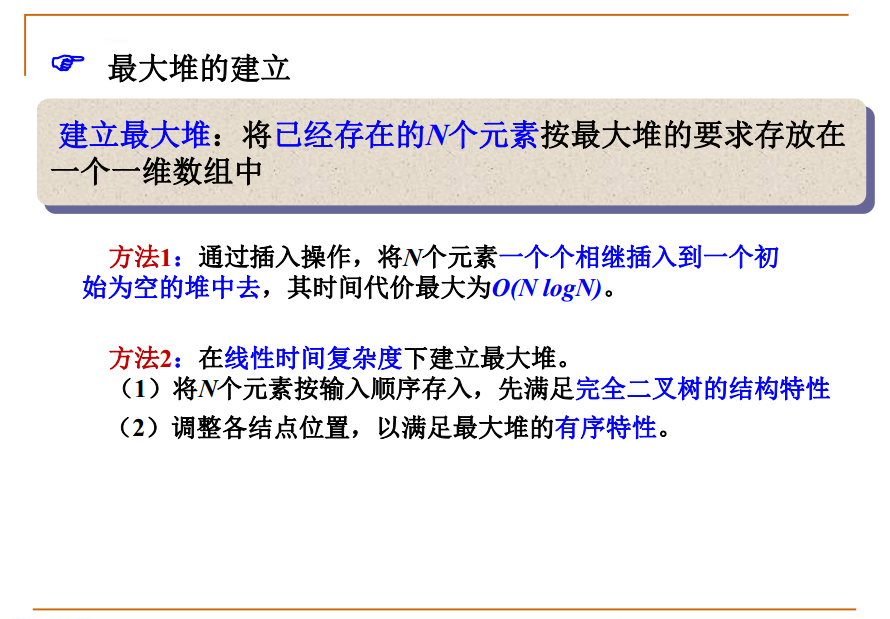 最大堆的建立
建立最大堆：将已经存在的N个元素按最大堆的要求存放在
一个一维数组中
方法1：通过插入操作，将N个元素一个个相继插入到一个初
始为空的堆中去，其时间代价最大为O(N logN)。
方法2：在线性时间复杂度下建立最大堆。
（1）将N个元素按输入顺序存入，先满足完全二叉树的结构特性
（2）调整各结点位置，以满足最大堆的有序特性。